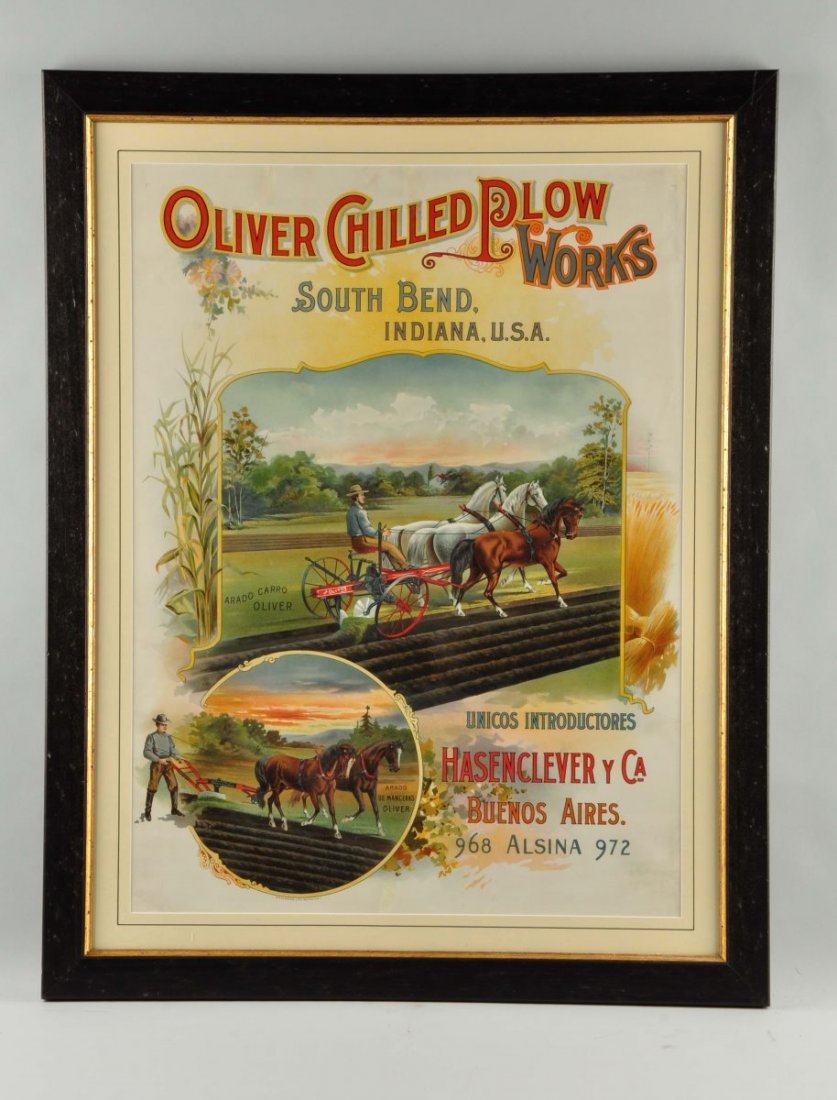 OLIVER CHILLED PLOW
WORKS
SOUTH BEND,
INDIANA, U.S.A.
ARADO CARRO
OLIVER
UNICOS INTRODUCTORES
HASENCLEVER Y CA
BUENOS AIRES.
968 ALSINA 972
ARADO
DE MANCERAS
OLIVER